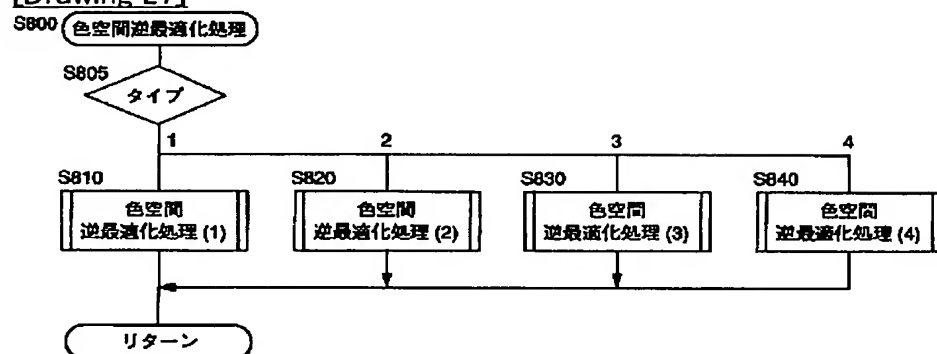 [Drawing 27]
S800 色空間逆最適化処理
S805
タイプ
1 2 3 4
S810 S820 S830 S840
色空間 色空間 色空間 色空間
逆最適化処理 (1) 逆最適化処理 (2) 逆最適化処理 (3) 逆最適化処理 (4)
リターン